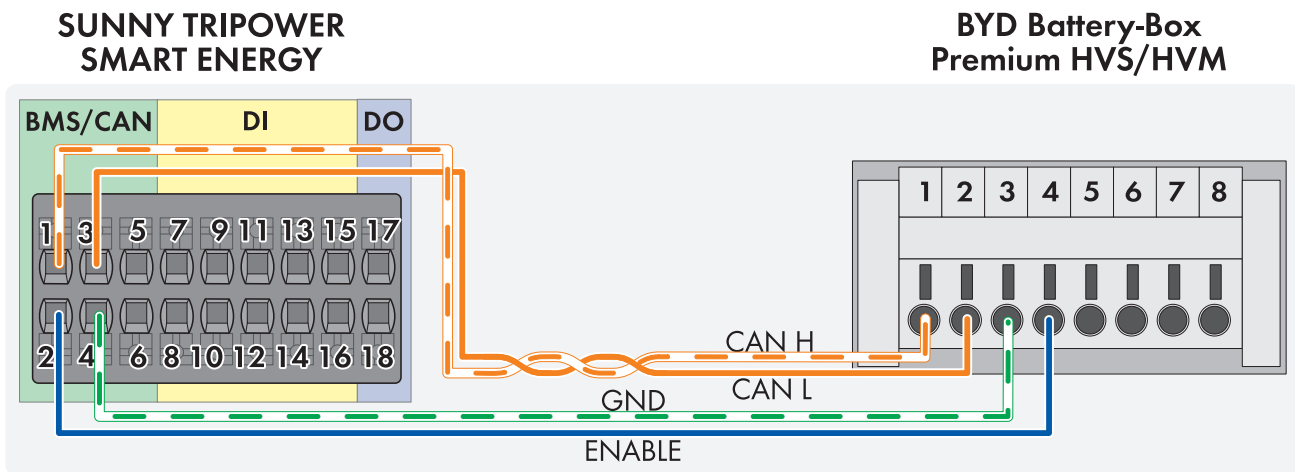 SUNNY TRIPOWER
SMART ENERGY
BYD Battery-Box
Premium HVS/HVM
BMS/CAN DI DO
1 3 5 7 9 11 13 15 17
2 4 6 8 10 12 14 16 18
1 2 3 4 5 6 7 8
CAN H
CAN L
GND
ENABLE